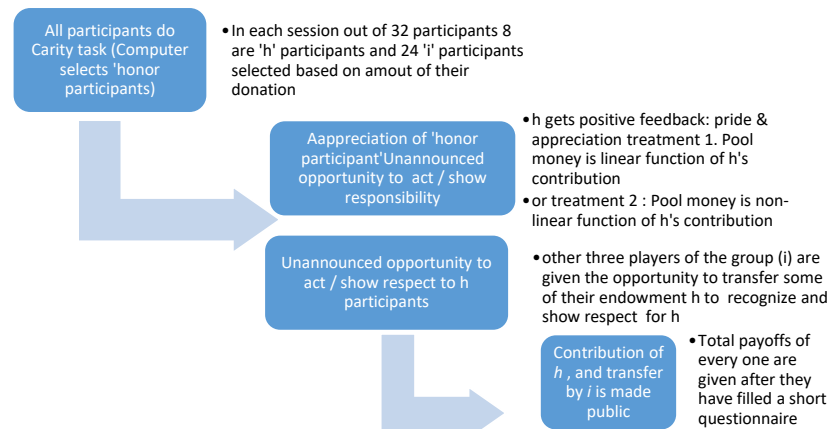 All participants do
Carity task (Computer
selects 'honor
participants)
•In each session out of 32 participants 8
are 'h' participants and 24 'i' participants
selected based on amout of their
donation
Aappreciation of 'honor
participant'Unannounced
opportunity to act / show
responsibility
•h gets positive feedback: pride &
appreciation treatment 1. Pool
money is linear function of h's
contribution
•or treatment 2 : Pool money is non-
linear function of h's contribution
Unannounced opportunity to
act / show respect to h
participants
•other three players of the group (i) are
given the opportunity to transfer some
of their endowment h to recognize and
show respect for h
Contribution of
h , and transfer
by i is made
public
•Total payoffs of
every one are
given after they
have filled a short
questionnaire